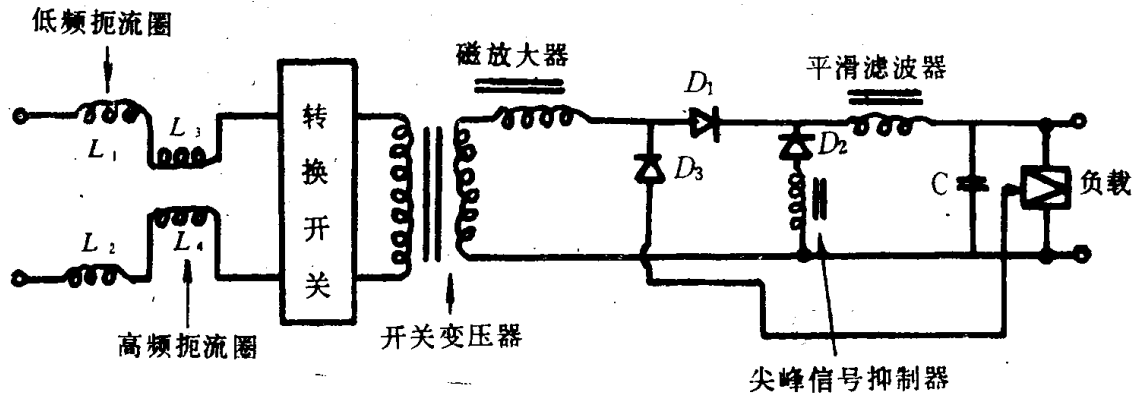 低频扼流圈
磁放大器
平滑滤波器
D1
L3
L1
转换开关
D2
D3
C
负载
L2
L4
高频扼流圈
开关变压器
尖峰信号抑制器